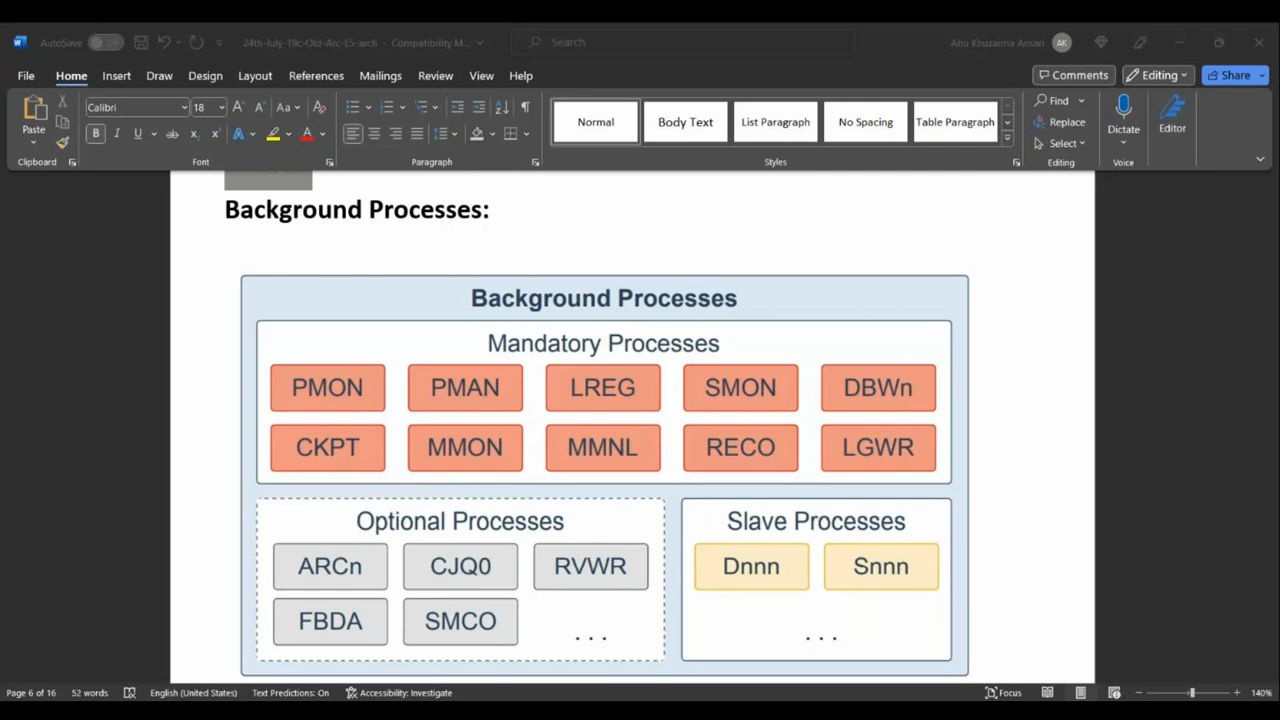 AutoSave
24th-July-19c-Old-Arc-L5-arch - Compatibility M...
Search
Abu Khuzaima Ansari AK
File Home Insert Draw Design Layout References Mailings Review View Help
Comments Editing Share
Paste
Calibri 18
Aa
B I U ab x₂ x² A A
Normal Body Text List Paragraph No Spacing Table Paragraph
Find
Replace
Select
Dictate
Editor
Clipboard Font Paragraph Styles Editing Voice
Background Processes:
Background Processes
Mandatory Processes
PMON PMAN LREG SMON DBWn
CKPT MMON MMNL RECO LGWR
Optional Processes
ARCn CJQ0 RVWR
FBDA SMCO . . .
Slave Processes
Dnnn Snnn
. . .
Page 6 of 16 52 words English (United States) Text Predictions: On Accessibility: Investigate Focus 140%